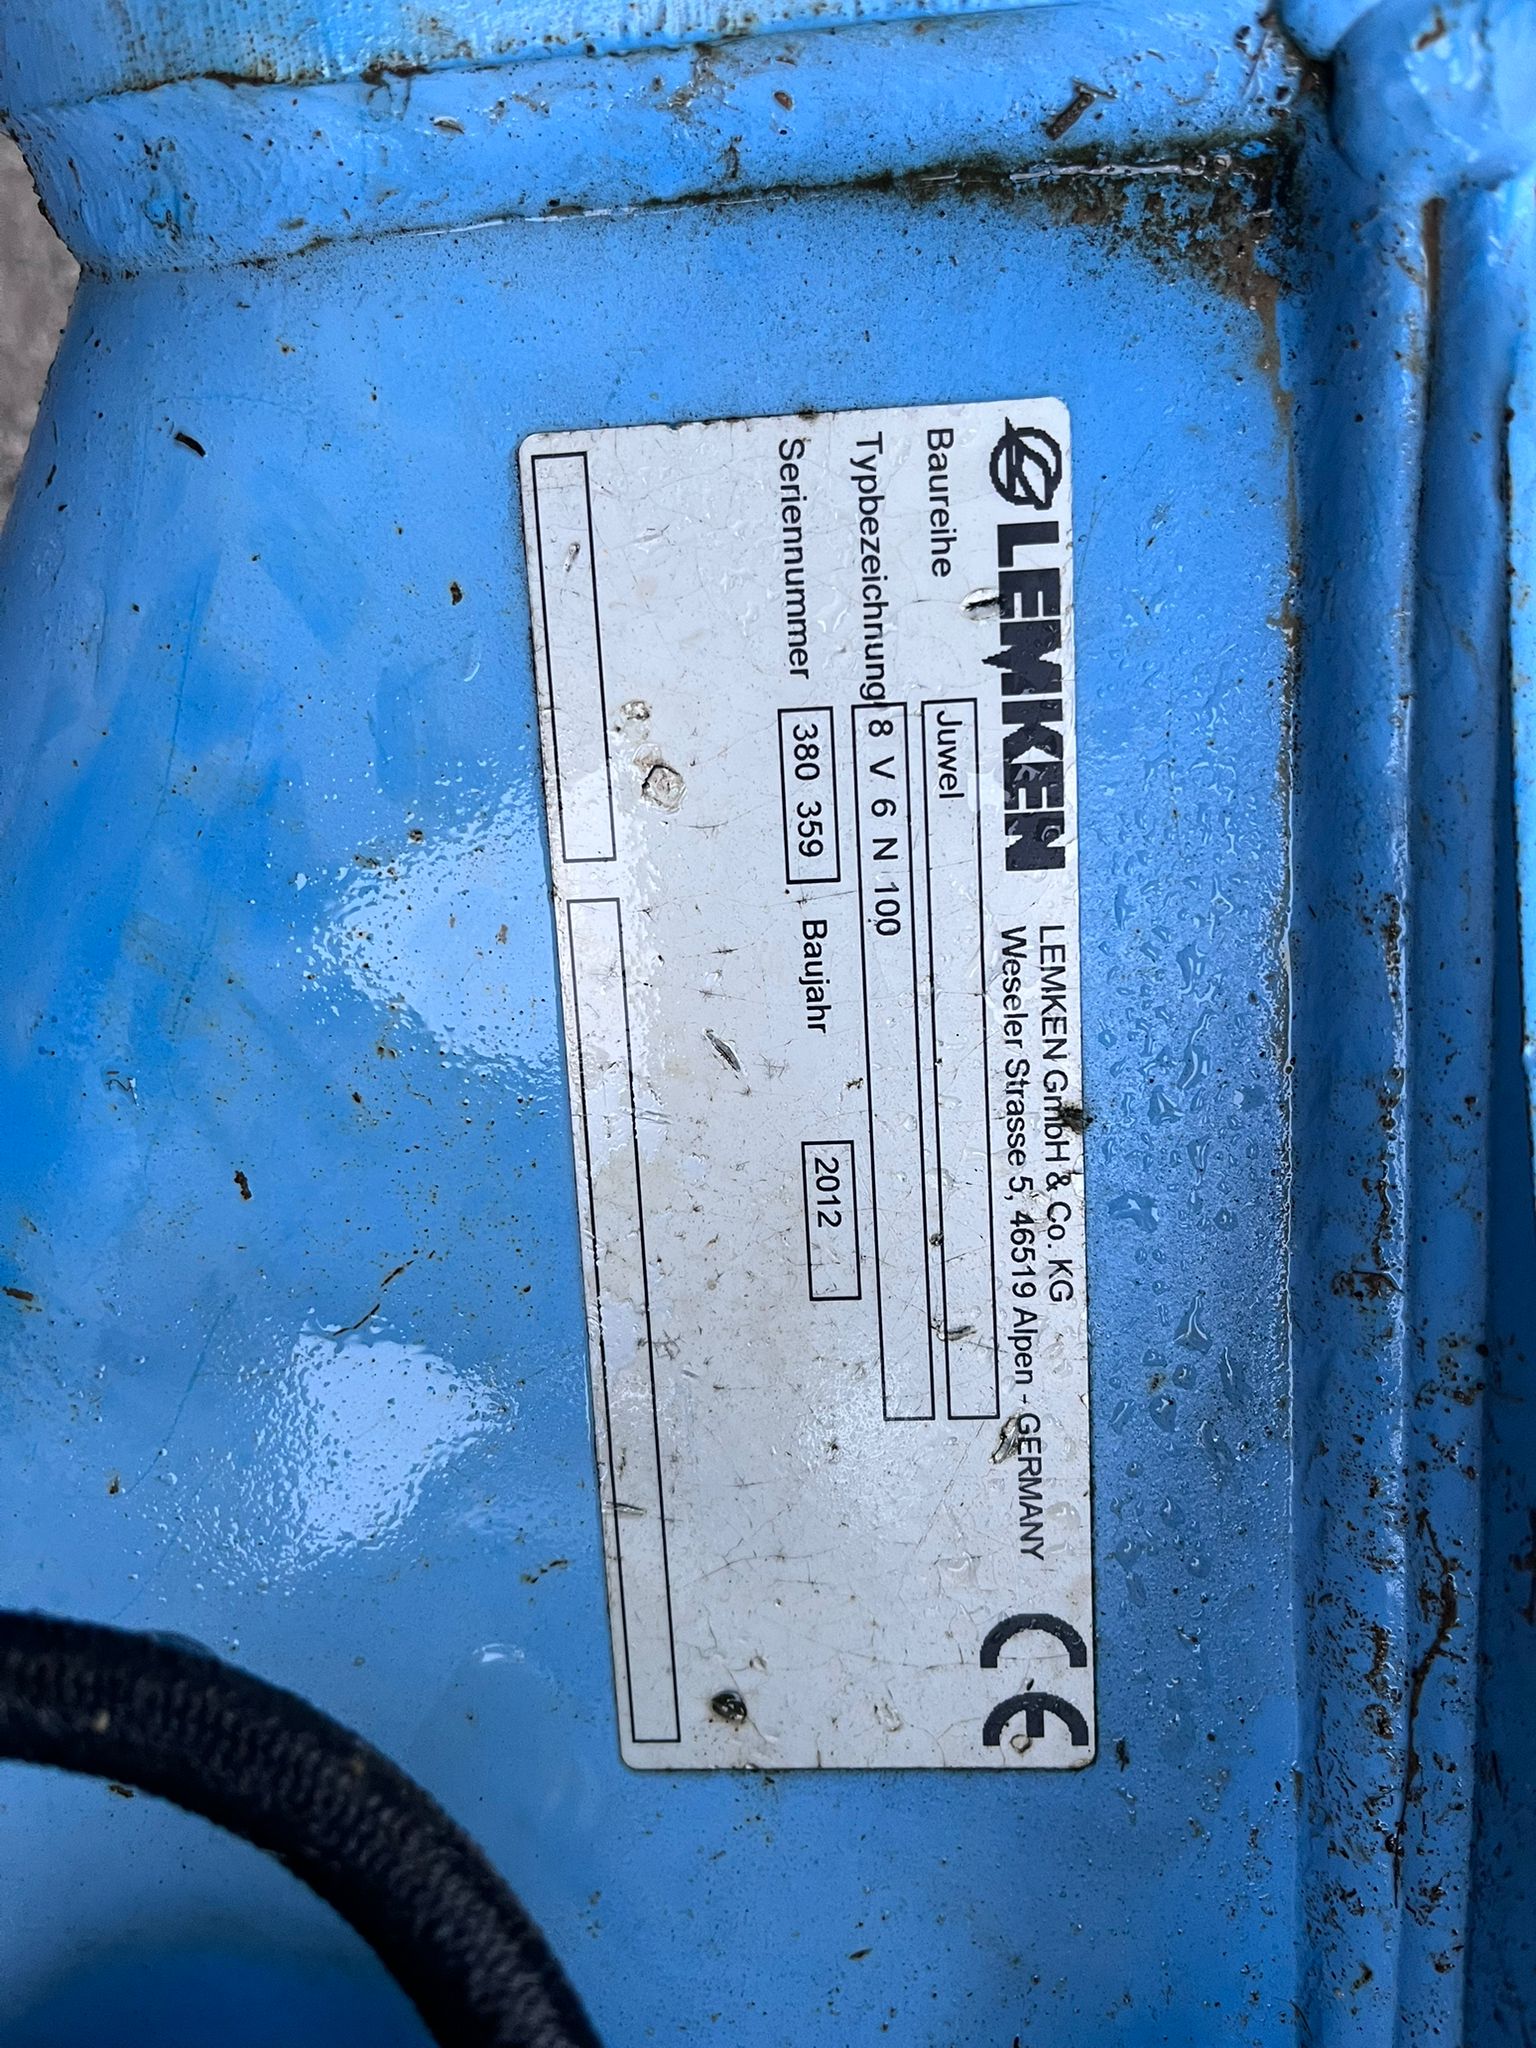 LEMKEN
LEMKEN GmbH & Co. KG
Weseler Strasse 5, 46519 Alpen - GERMANY
CE
Baureihe Juwel
Typbezeichnung 8 V 6 N 100
Seriennummer 380 359 Baujahr 2012